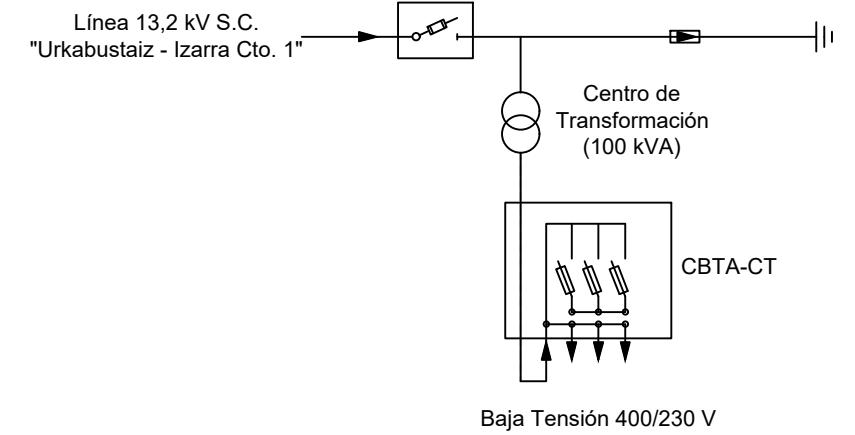 Línea 13,2 kV S.C.
"Urkabustaiz - Izarra Cto. 1"
Centro de
Transformación
(100 kVA)
CBTA-CT
Baja Tensión 400/230 V